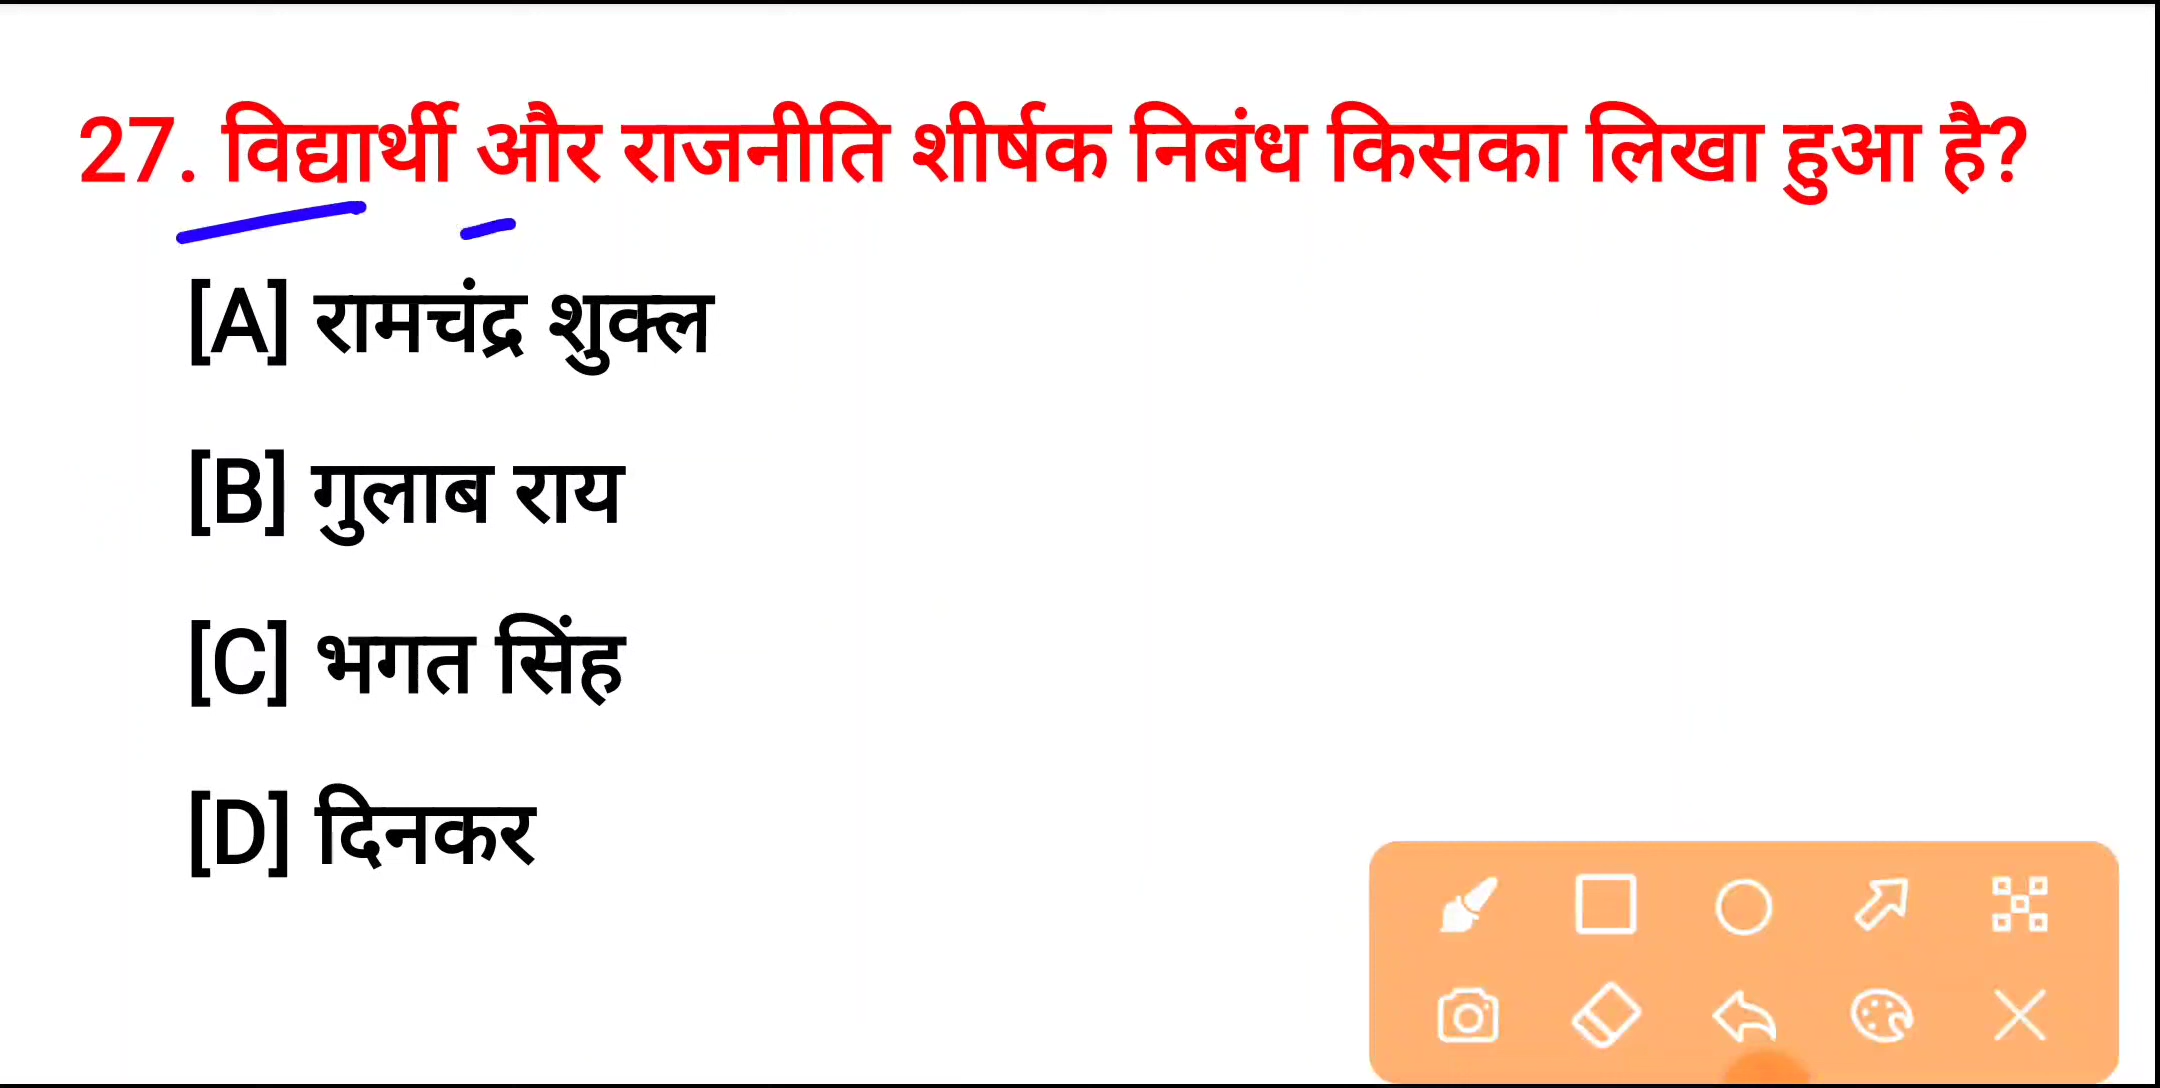 27. विद्यार्थी और राजनीति शीर्षक निबंध किसका लिखा हुआ है?
[A] रामचंद्र शुक्ल
[B] गुलाब राय
[C] भगत सिंह
[D] दिनकर